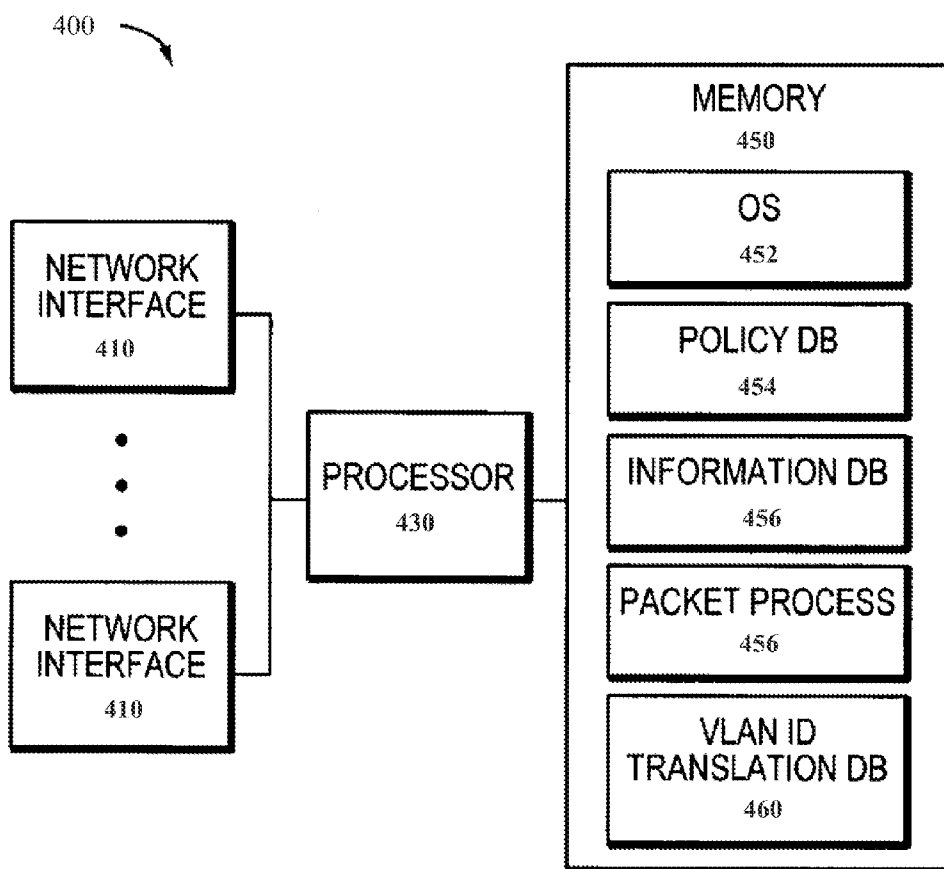 400
NETWORK
INTERFACE
410
NETWORK
INTERFACE
410
PROCESSOR
430
MEMORY
450
OS
452
POLICY DB
454
INFORMATION DB
456
PACKET PROCESS
456
VLAN ID
TRANSLATION DB
460